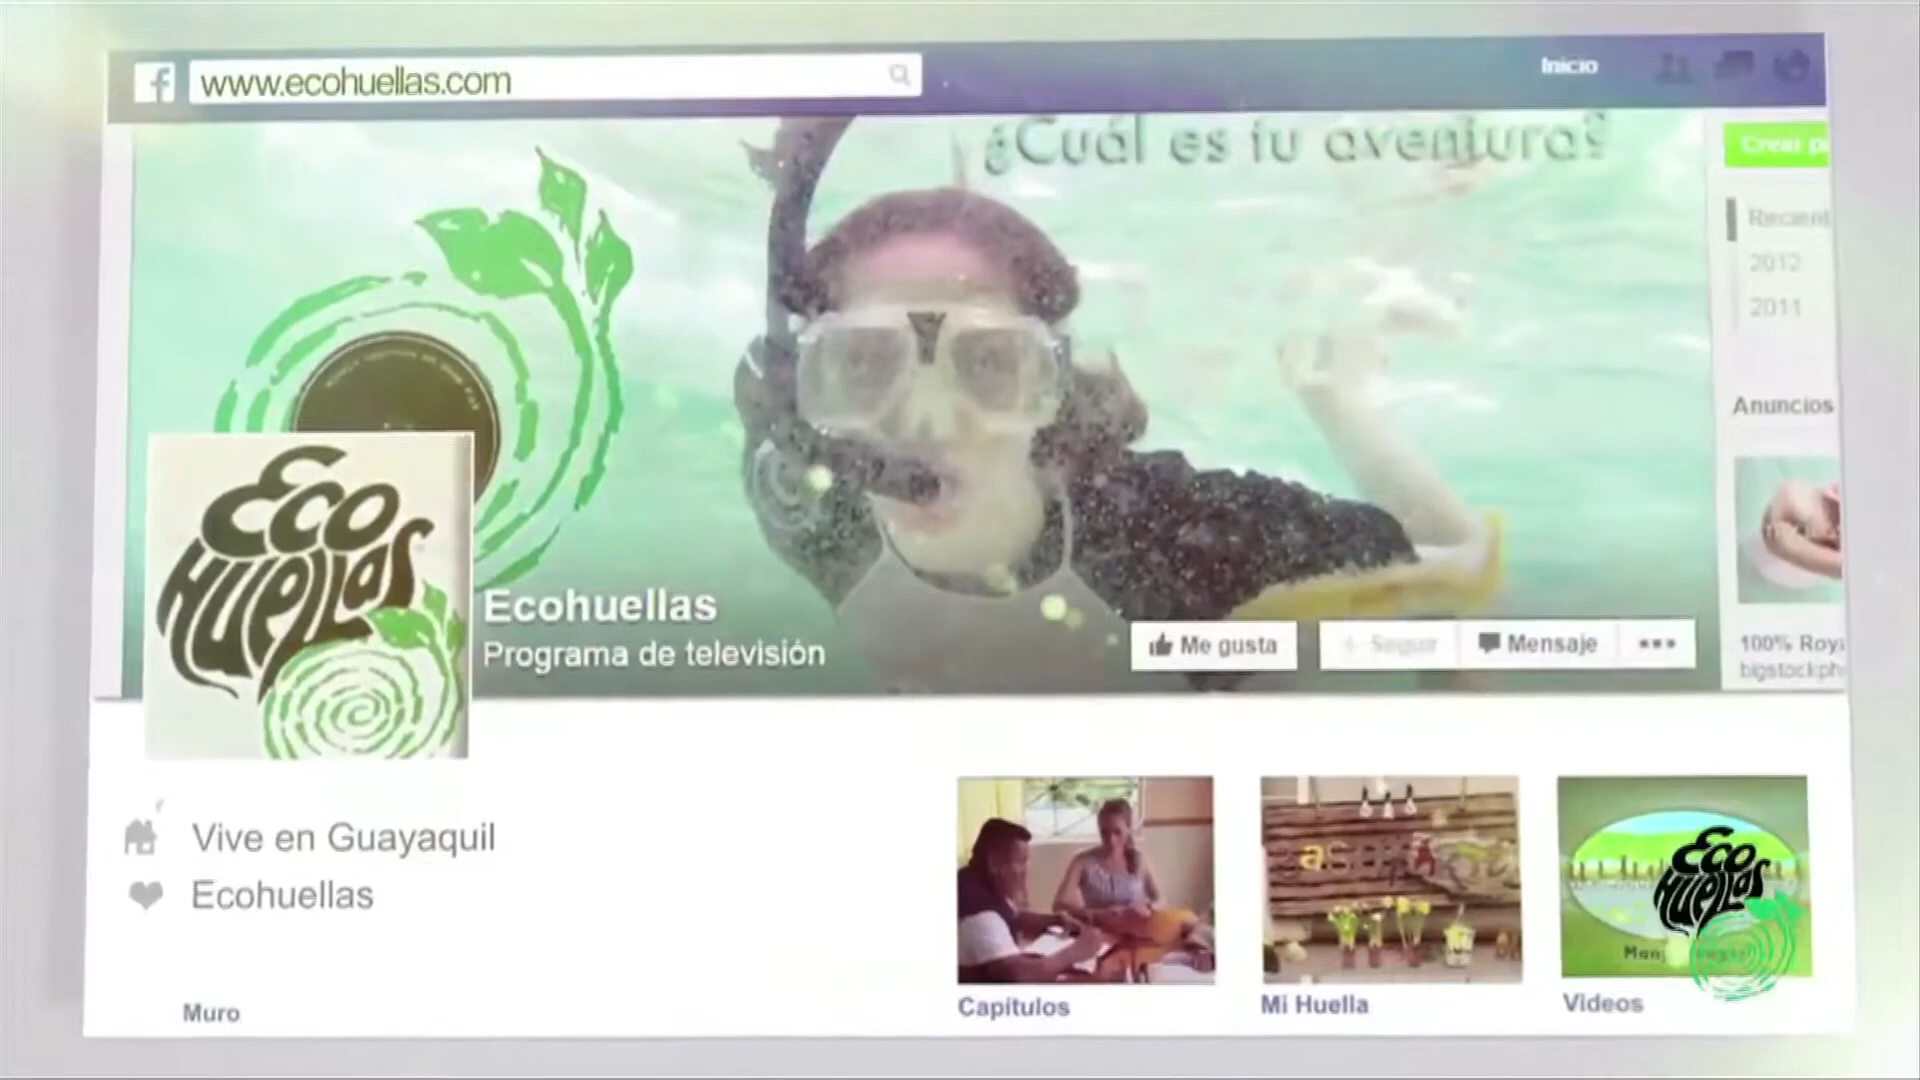 www.ecohuellas.com
Inicio
¿Cuál es tu aventura?
Crear p
Recient
2012
2011
Anuncios
ECO
HUELLAS
Ecohuellas
Programa de televisión
Me gusta
Seguir
Mensaje
100% Roya
bigstockph
Vive en Guayaquil
Ecohuellas
ECO
HUELLAS
Muro
Capítulos
Mi Huella
Videos